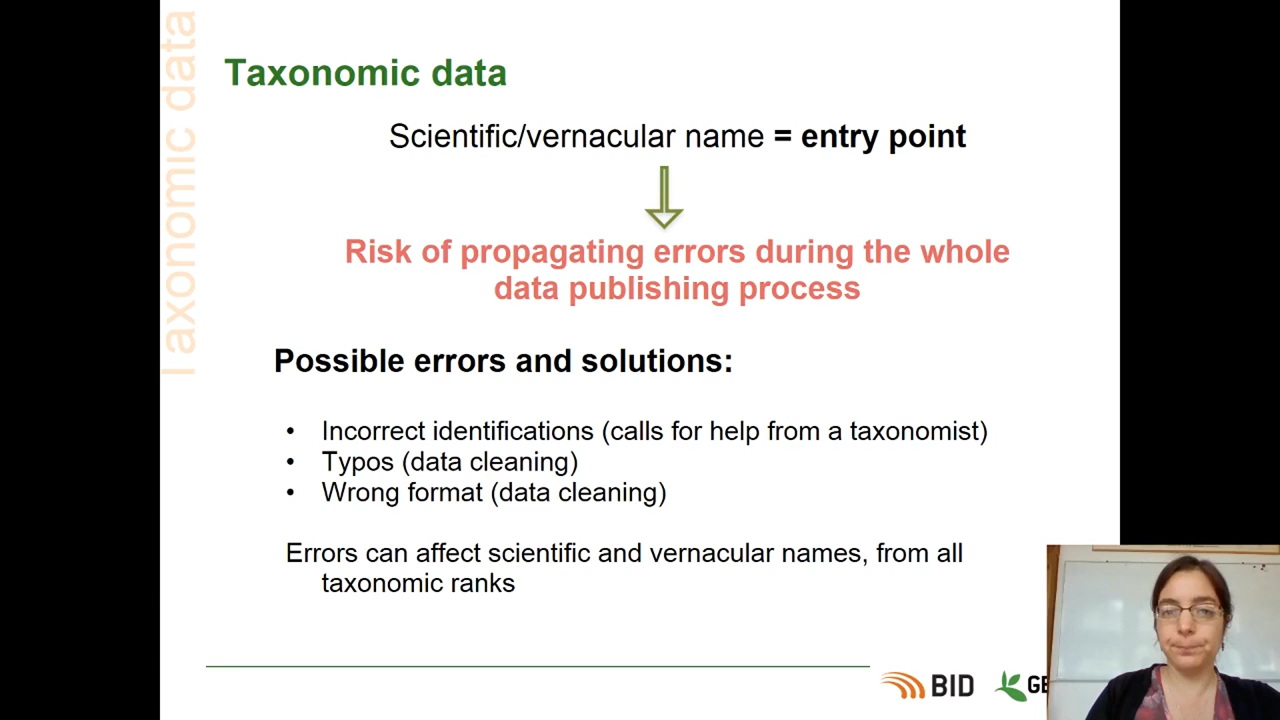 Taxonomic data
Taxonomic data
Scientific/vernacular name = entry point
Risk of propagating errors during the whole
data publishing process
Possible errors and solutions:
• Incorrect identifications (calls for help from a taxonomist)
• Typos (data cleaning)
• Wrong format (data cleaning)
Errors can affect scientific and vernacular names, from all
taxonomic ranks
BID